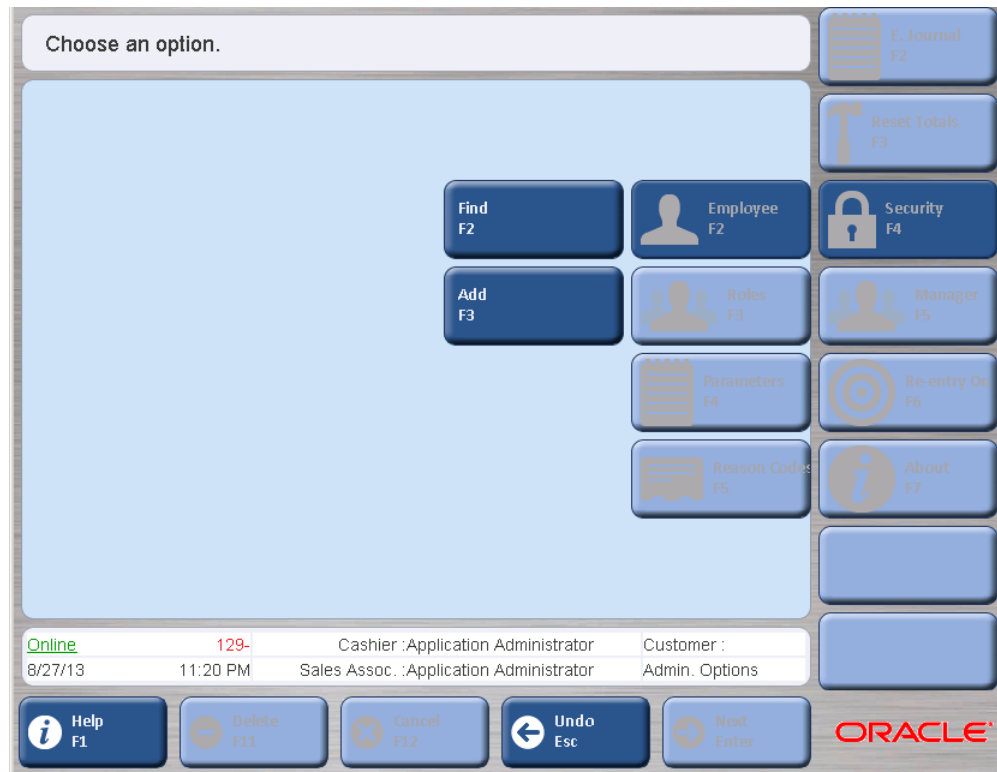 Choose an option.
E. Journal
F2
Reset Totals
F3
Find
F2
Employee
F2
Security
F4
Add
F3
Roles
F3
Manager
F5
Parameters
F4
Re-entry On
F6
Reason Codes
F5
About
F7
Online 129- Cashier :Application Administrator Customer :
8/27/13 11:20 PM Sales Assoc. :Application Administrator Admin. Options
Help
F1
Delete
F11
Cancel
F12
Undo
Esc
Next
Enter
ORACLE